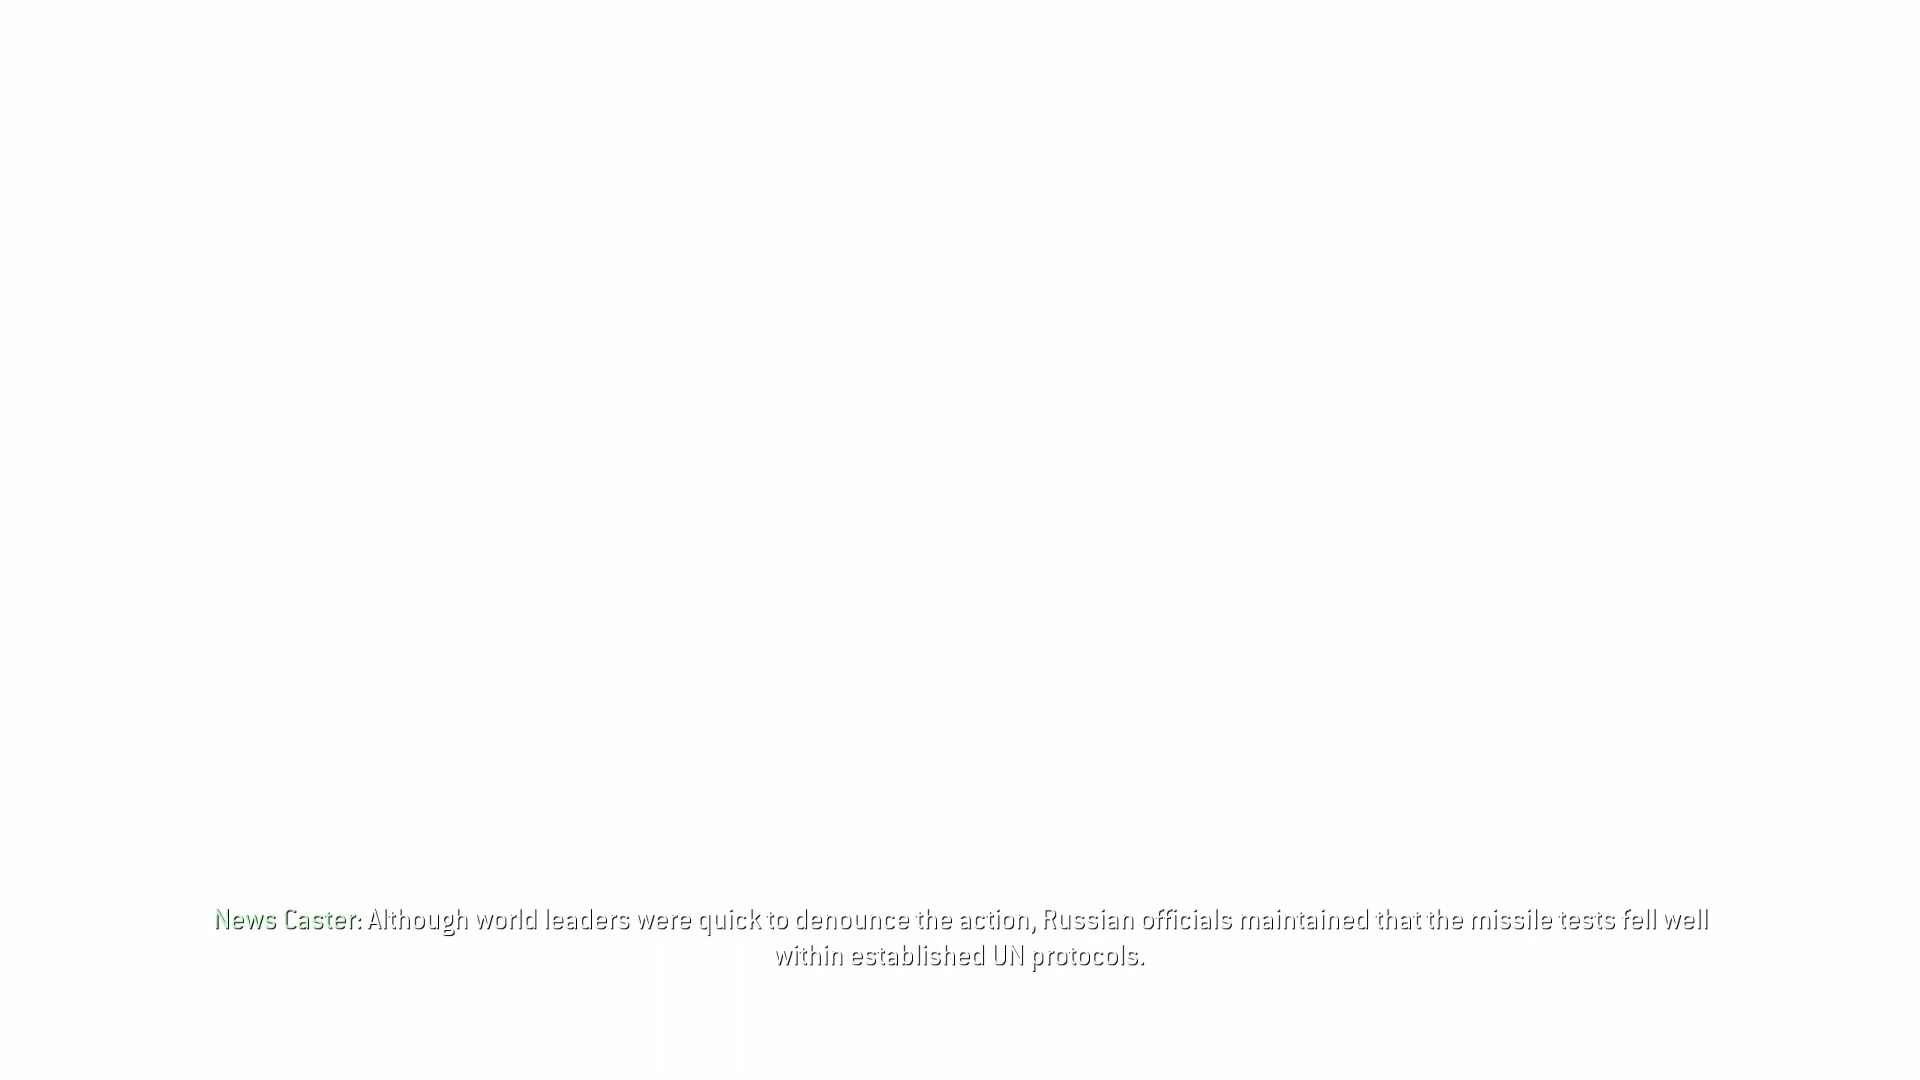 News Caster: Although world leaders were quick to denounce the action, Russian officials maintained that the missile tests fell well
within established UN protocols.